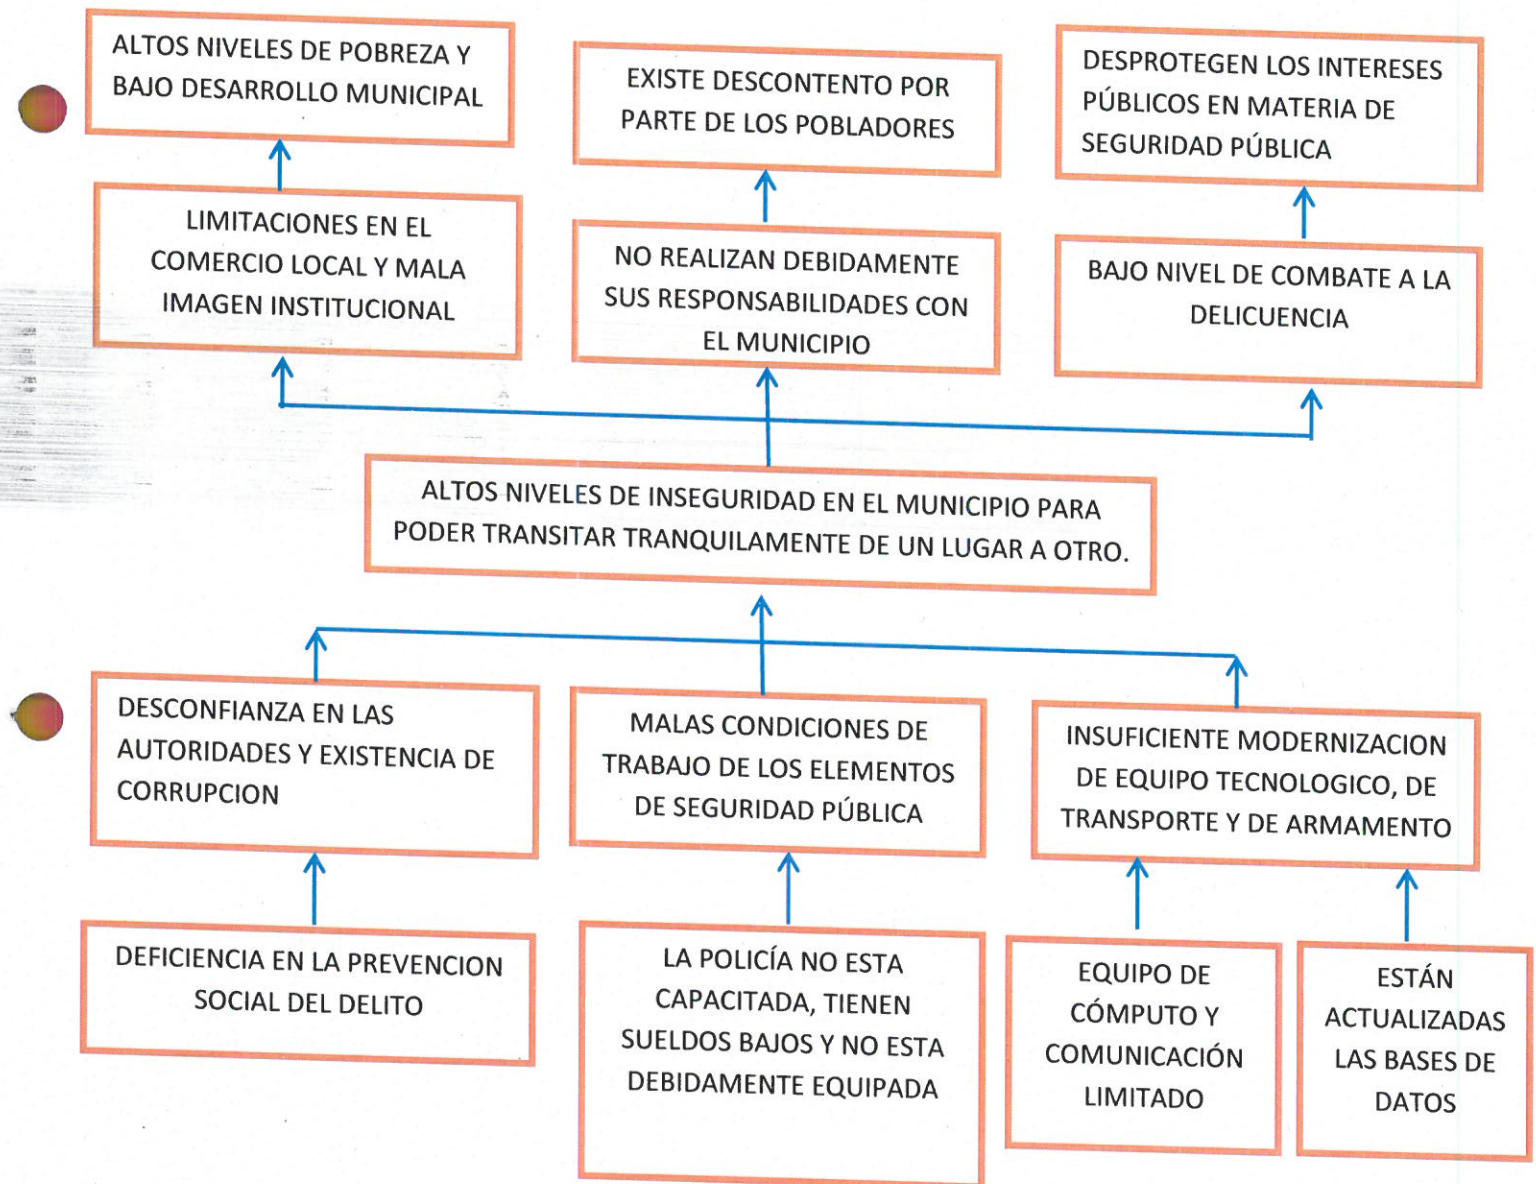 ALTOS NIVELES DE POBREZA Y
BAJO DESARROLLO MUNICIPAL
EXISTE DESCONTENTO POR
PARTE DE LOS POBLADORES
DESPROTEGEN LOS INTERESES
PÚBLICOS EN MATERIA DE
SEGURIDAD PÚBLICA
LIMITACIONES EN EL
COMERCIO LOCAL Y MALA
IMAGEN INSTITUCIONAL
NO REALIZAN DEBIDAMENTE
SUS RESPONSABILIDADES CON
EL MUNICIPIO
BAJO NIVEL DE COMBATE A LA
DELICUENCIA
ALTOS NIVELES DE INSEGURIDAD EN EL MUNICIPIO PARA
PODER TRANSITAR TRANQUILAMENTE DE UN LUGAR A OTRO.
DESCONFIANZA EN LAS
AUTORIDADES Y EXISTENCIA DE
CORRUPCION
MALAS CONDICIONES DE
TRABAJO DE LOS ELEMENTOS
DE SEGURIDAD PÚBLICA
INSUFICIENTE MODERNIZACION
DE EQUIPO TECNOLOGICO, DE
TRANSPORTE Y DE ARMAMENTO
DEFICIENCIA EN LA PREVENCION
SOCIAL DEL DELITO
LA POLICÍA NO ESTA
CAPACITADA, TIENEN
SUELDOS BAJOS Y NO ESTA
DEBIDAMENTE EQUIPADA
EQUIPO DE
CÓMPUTO Y
COMUNICACIÓN
LIMITADO
ESTÁN
ACTUALIZADAS
LAS BASES DE
DATOS